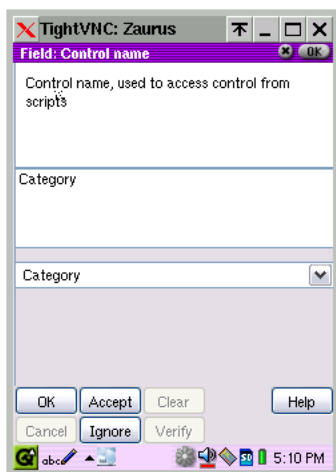 TightVNC: Zaurus
Field: Control name
OK
Control name, used to access control from
scripts
Category
Category
OK Accept Clear Help
Cancel Ignore Verify
abc SD 5:10 PM